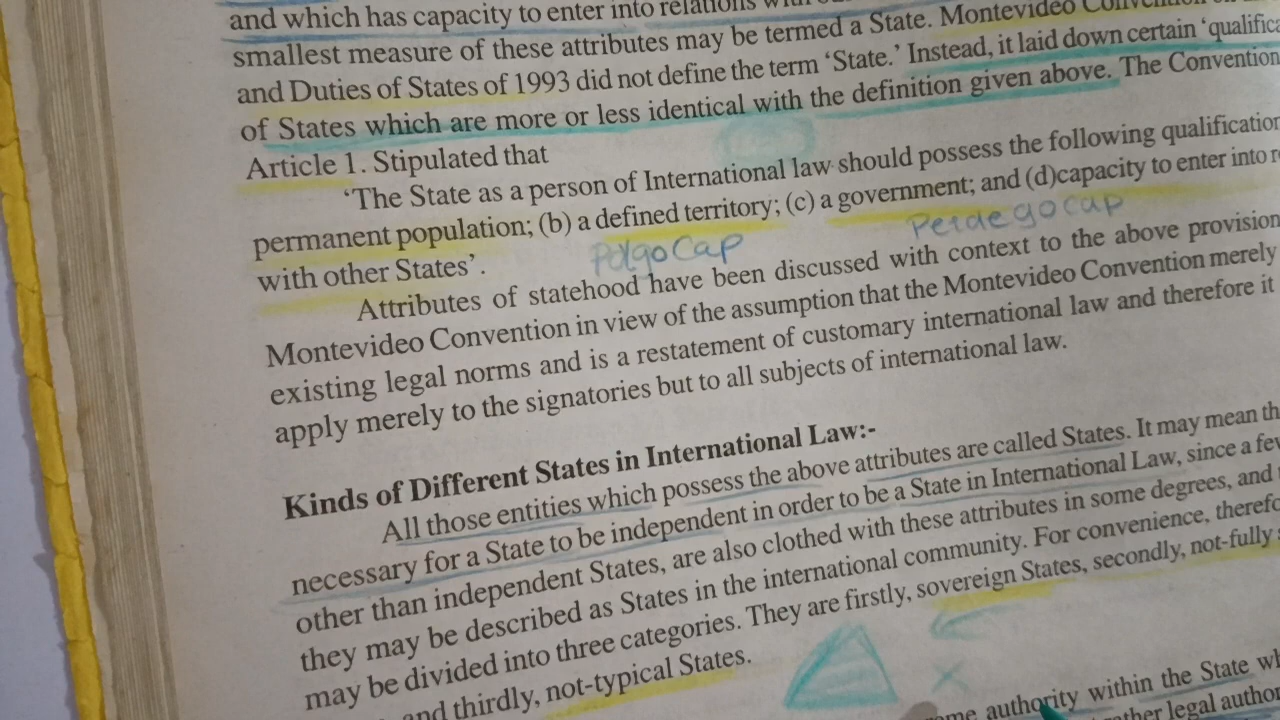 and which has capacity to enter into relations
smallest measure of these attributes may be termed a State. Montevideo
and Duties of States of 1993 did not define the term ‘State.’ Instead, it laid down certain
of States which are more or less identical with the definition given above. The Convention
Article 1. Stipulated that
‘The State as a person of International law should possess the following
permanent population; (b) a defined territory; (c) a government; and (d)capacity to enter into
Perdegocap
with other States’.
PdlgoCap
Attributes of statehood have been discussed with context to the above
Montevideo Convention in view of the assumption that the Montevideo Convention merely
existing legal norms and is a restatement of customary international law and therefore it
apply merely to the signatories but to all subjects of international law.
Kinds of Different States in International Law:-
All those entities which possess the above attributes are called States. It may mean
necessary for a State to be independent in order to be a State in International Law, since a
other than independent States, are also clothed with these attributes in some degrees, and
they may be described as States in the international community. For convenience,
may be divided into three categories. They are firstly, sovereign States, secondly, not-fully
and thirdly, not-typical States.
authority within the State
legal